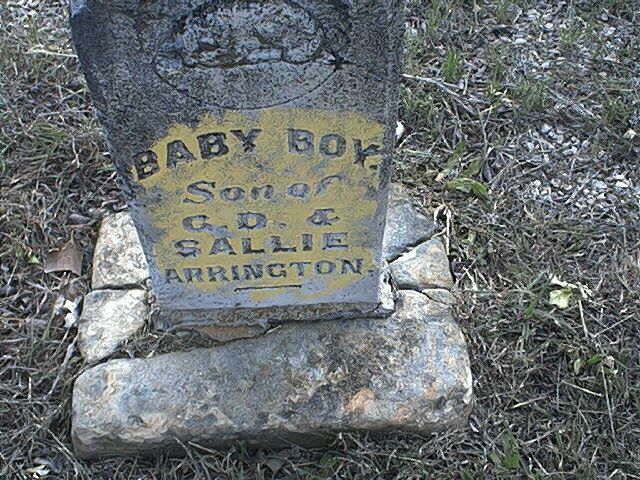 BABY BOY.
Son of
C.D. &
SALLIE
ARRINGTON.